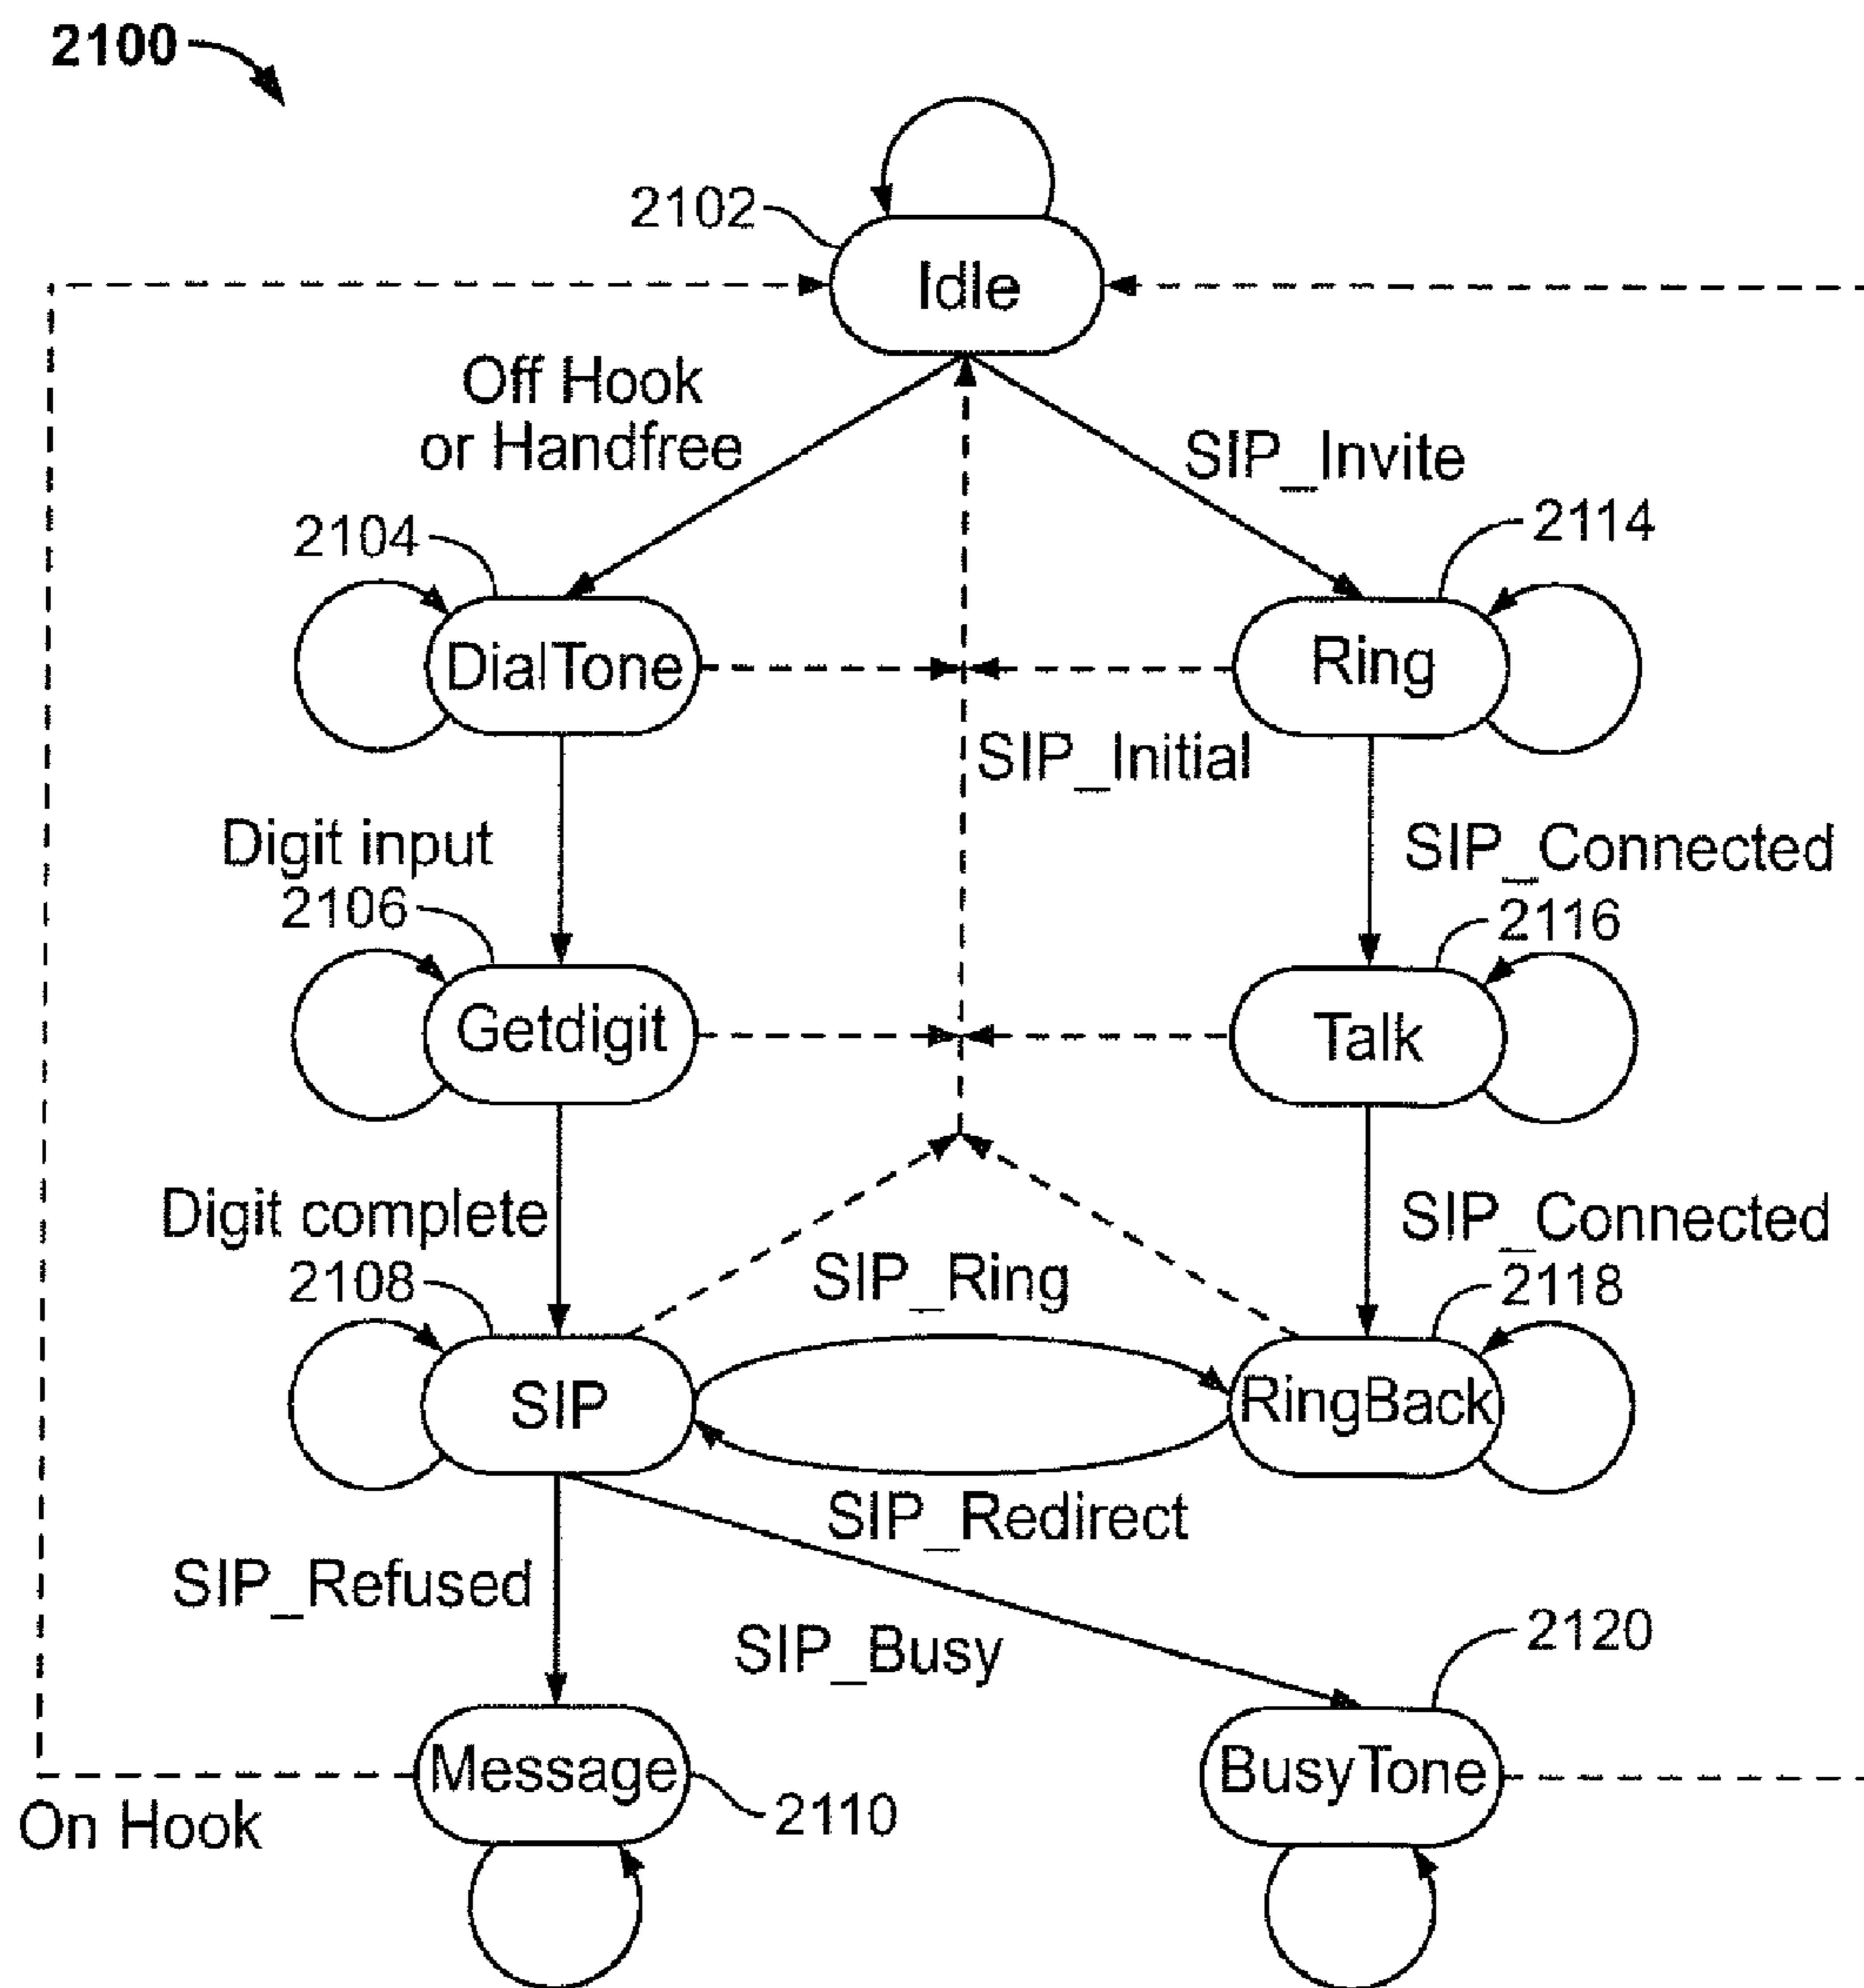 2100
2102
Idle
Off Hook
or Handfree
SIP_Invite
2104
2114
DialTone
Ring
SIP_Initial
Digit input
SIP_Connected
2106
2116
Getdigit
Talk
Digit complete
SIP_Connected
SIP_Ring
2108
2118
SIP
RingBack
SIP_Redirect
SIP_Refused
SIP_Busy
2120
Message
BusyTone
2110
On Hook